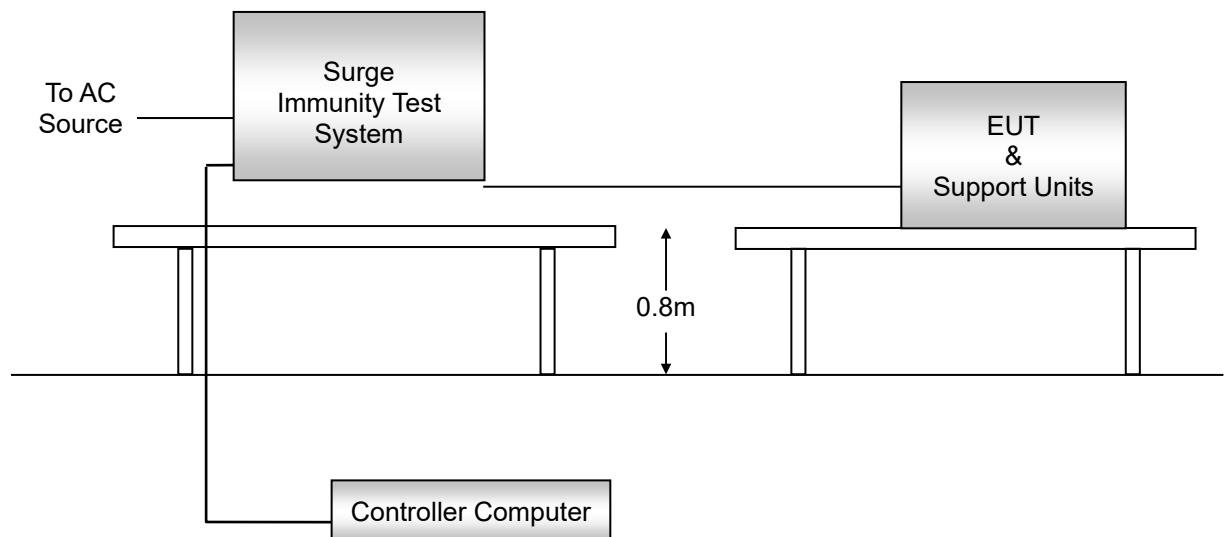 Surge
Immunity Test
System
To AC
Source
EUT
&
Support Units
0.8m
Controller Computer